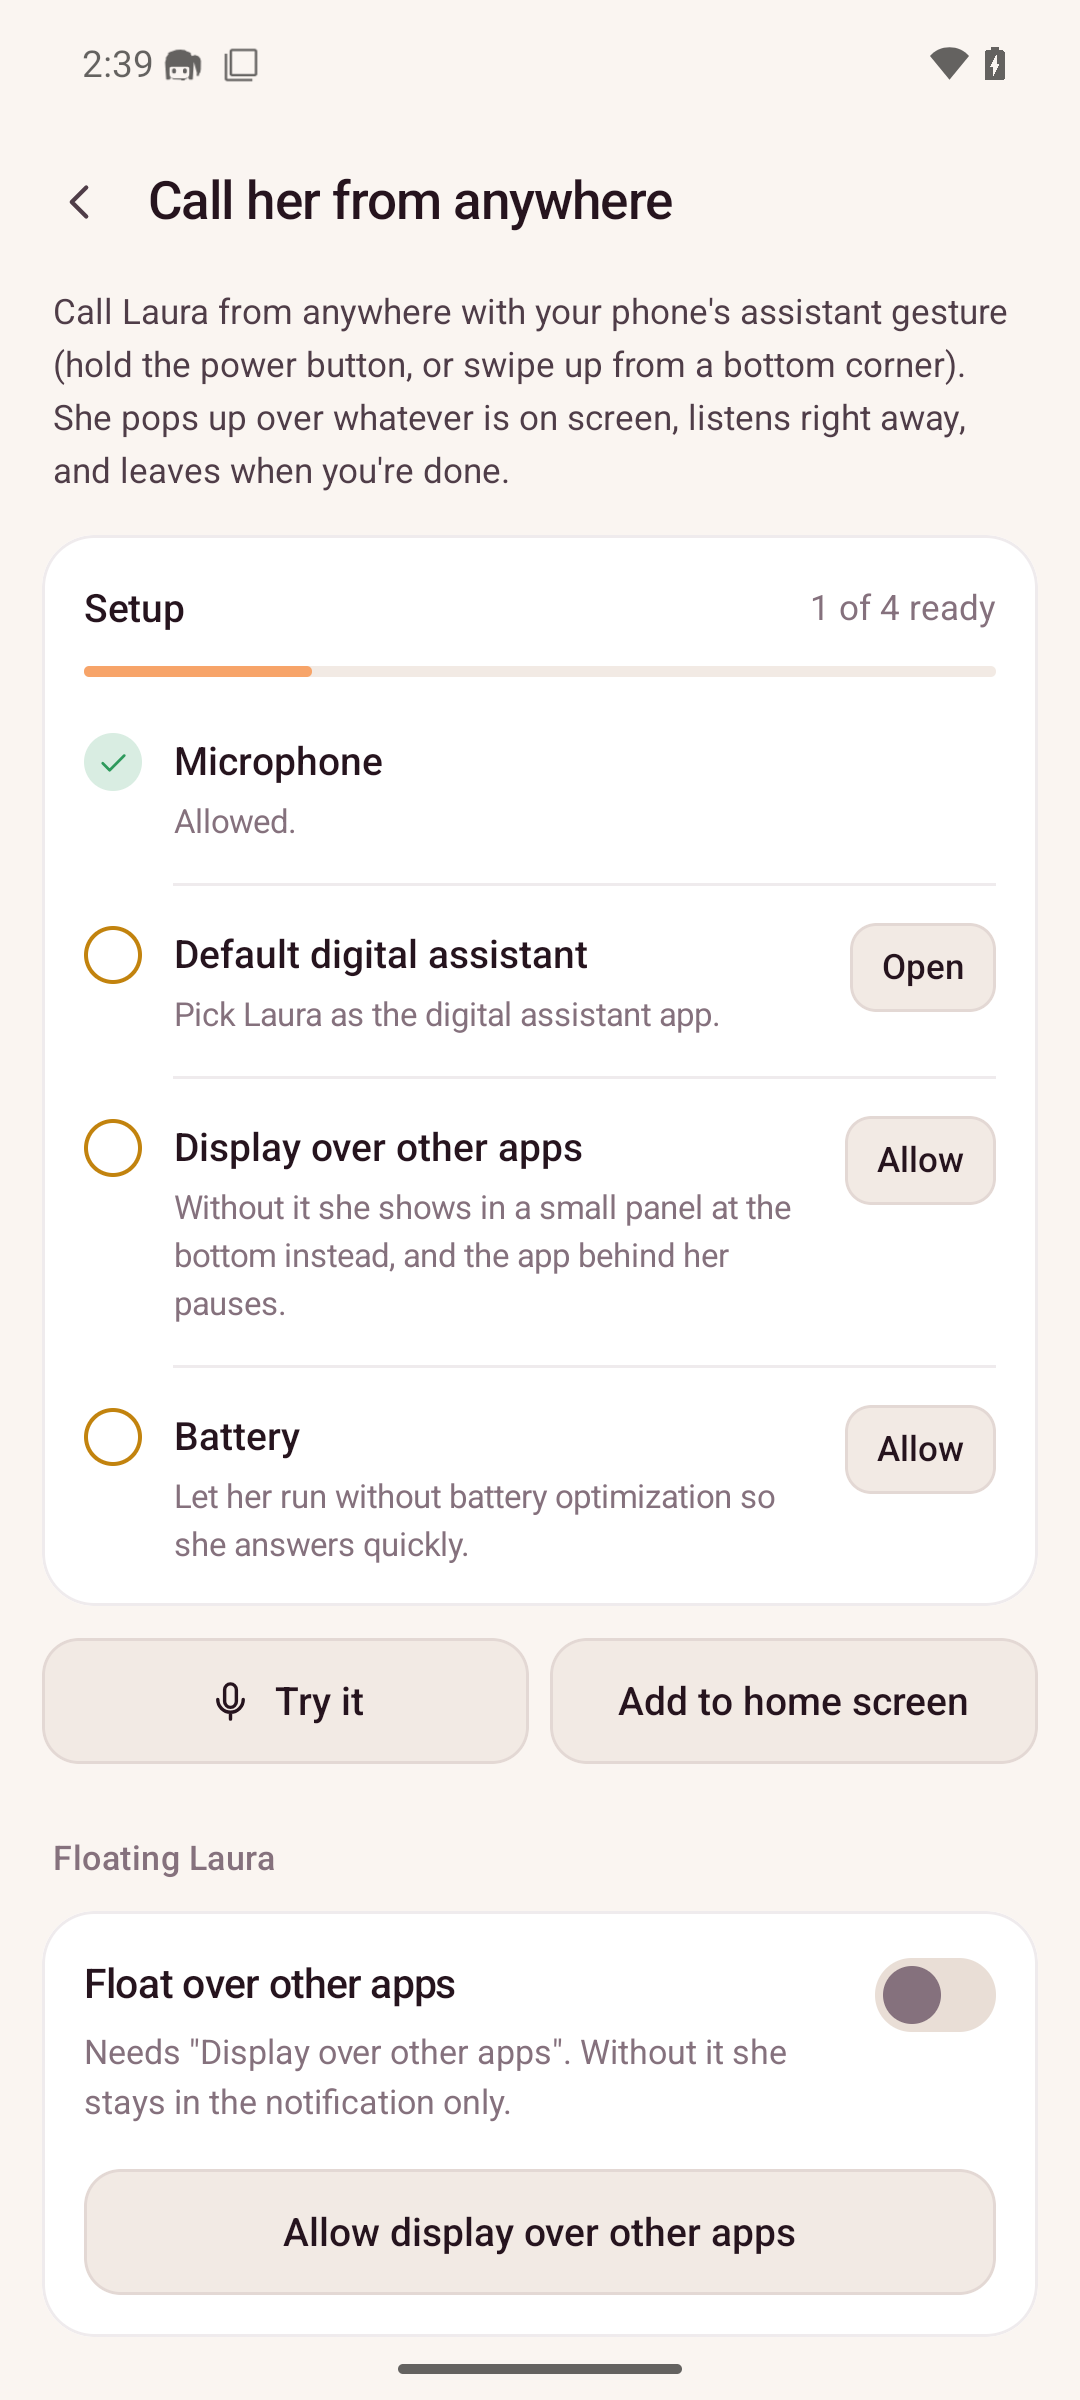 2:39
Call her from anywhere
Call Laura from anywhere with your phone's assistant gesture
(hold the power button, or swipe up from a bottom corner).
She pops up over whatever is on screen, listens right away,
and leaves when you're done.
Setup
1 of 4 ready
Microphone
Allowed.
Default digital assistant
Open
Pick Laura as the digital assistant app.
Display over other apps
Allow
Without it she shows in a small panel at the
bottom instead, and the app behind her
pauses.
Battery
Allow
Let her run without battery optimization so
she answers quickly.
Try it
Add to home screen
Floating Laura
Float over other apps
Needs "Display over other apps". Without it she
stays in the notification only.
Allow display over other apps